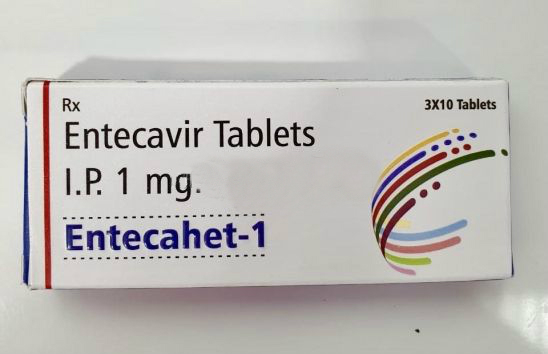 Rx
3X10 Tablets
Entecavir Tablets
I.P. 1 mg.
Entecahet-1